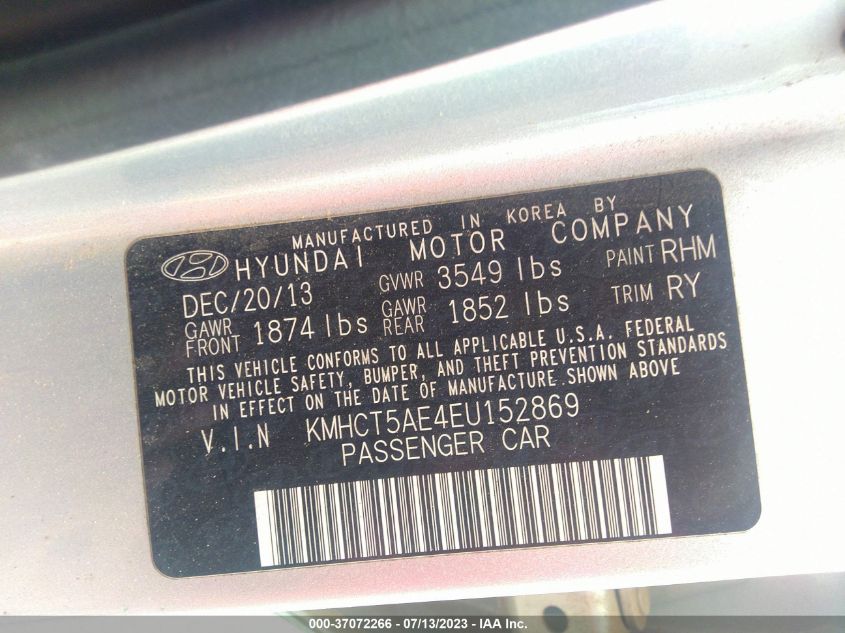 MANUFACTURED IN KOREA BY
HYUNDAI MOTOR COMPANY
DEC/20/13 GVWR 3549 lbs PAINT RHM
GAWR FRONT 1874 lbs GAWR REAR 1852 lbs TRIM RY
THIS VEHICLE CONFORMS TO ALL APPLICABLE U.S.A. FEDERAL
MOTOR VEHICLE SAFETY, BUMPER, AND THEFT PREVENTION STANDARDS
IN EFFECT ON THE DATE OF MANUFACTURE SHOWN ABOVE
V.I.N KMHCT5AE4EU152869
PASSENGER CAR
000-37072266 - 07/13/2023 - IAA Inc.